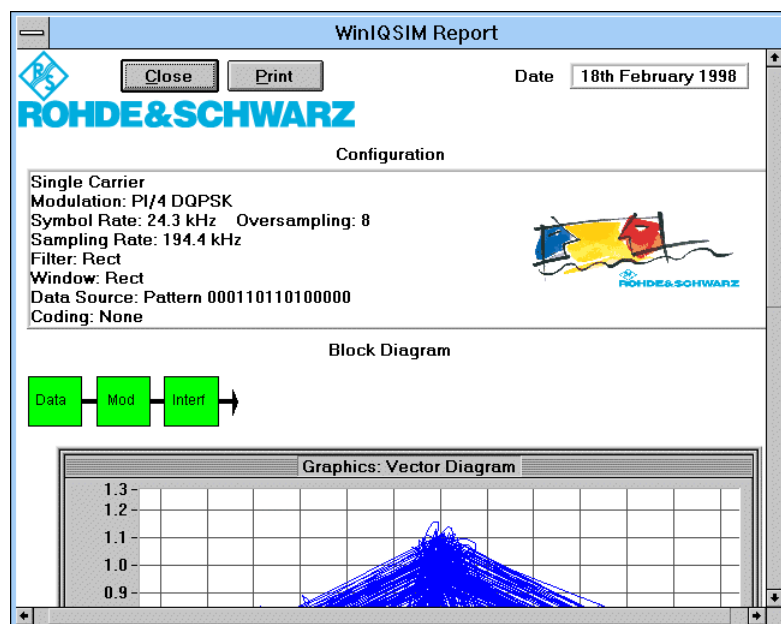 WinIQSIM Report
R/S
Close Print Date 18th February 1998
ROHDE&SCHWARZ
Configuration
Single Carrier
Modulation: PI/4 DQPSK
Symbol Rate: 24.3 kHz Oversampling: 8
Sampling Rate: 194.4 kHz
Filter: Rect
Window: Rect
Data Source: Pattern 000110110100000
Coding: None
ROHDE&SCHWARZ
Block Diagram
Data Mod Interf
Graphics: Vector Diagram
1.3
1.2
1.1
1.0
0.9